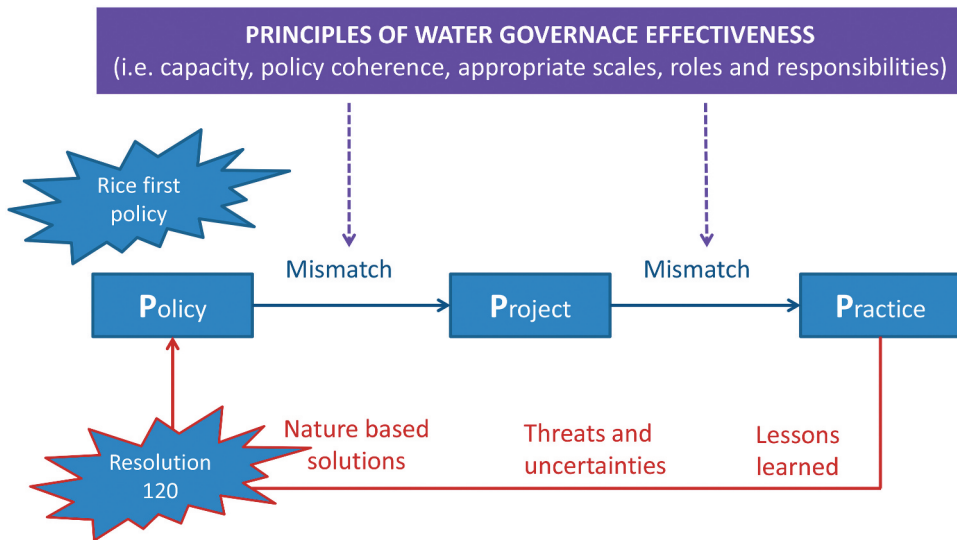 PRINCIPLES OF WATER GOVERNACE EFFECTIVENESS
(i.e. capacity, policy coherence, appropriate scales, roles and responsibilities)
Rice first
policy
Mismatch
Mismatch
Policy
Project
Practice
Nature based
solutions
Threats and
uncertainties
Lessons
learned
Resolution
120